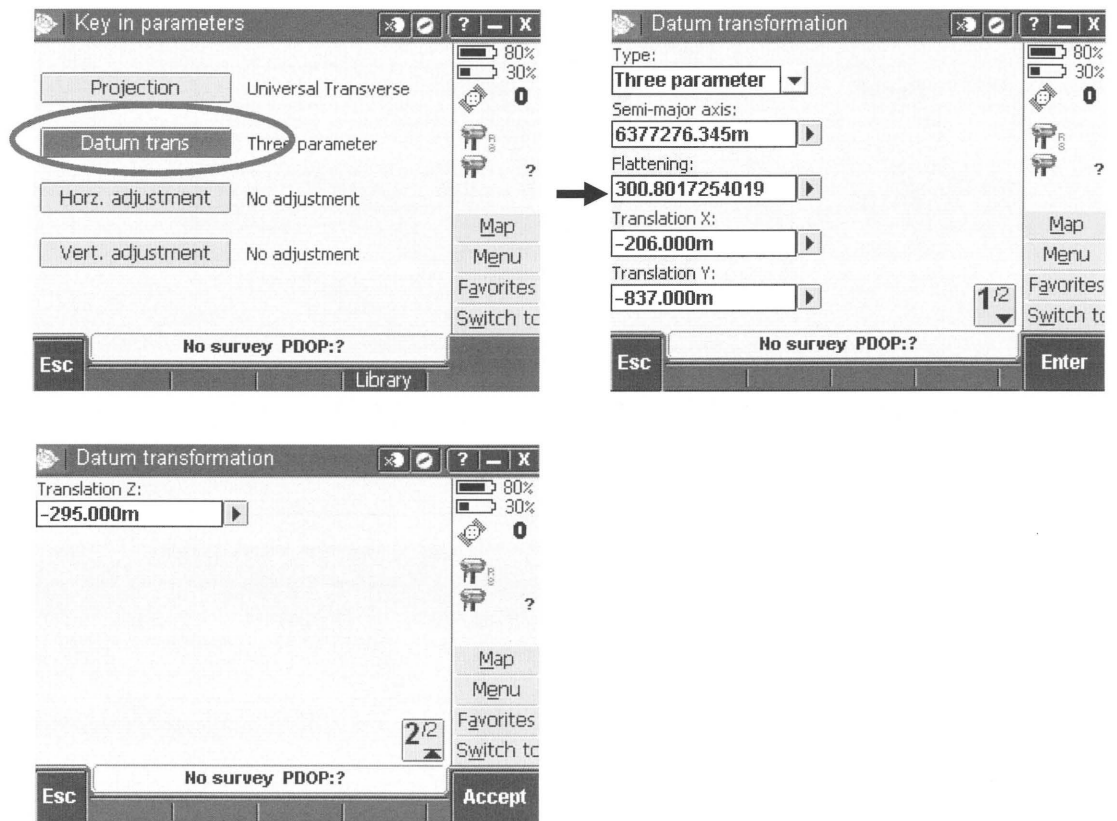 Key in parameters
? – X
Projection Universal Transverse
Datum trans Three parameter
Horz. adjustment No adjustment
Vert. adjustment No adjustment
80%
30%
0
?
Map
Menu
Favorites
Switch to
No survey PDOP:?
Esc
Library
Datum transformation
? – X
Type:
Three parameter
Semi-major axis:
6377276.345m
Flattening:
300.8017254019
Translation X:
-206.000m
Translation Y:
-837.000m
1/2
80%
30%
0
?
Map
Menu
Favorites
Switch to
No survey PDOP:?
Esc
Enter
Datum transformation
? – X
Translation Z:
-295.000m
2/2
80%
30%
0
?
Map
Menu
Favorites
Switch to
No survey PDOP:?
Esc
Accept